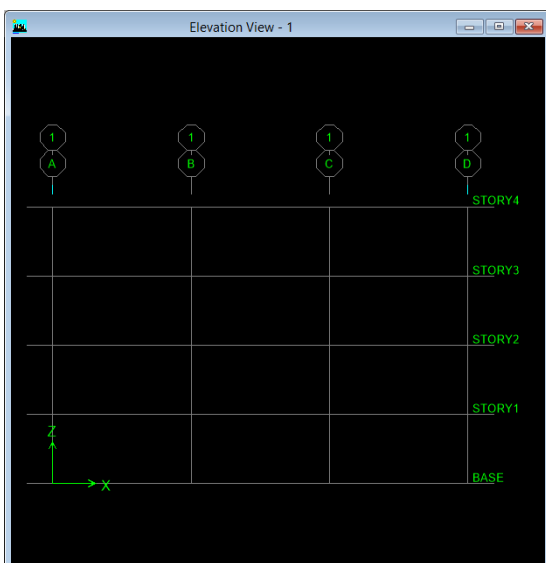 Elevation View - 1
1 1 1 1
A B C D
STORY4
STORY3
STORY2
STORY1
Z
X
BASE